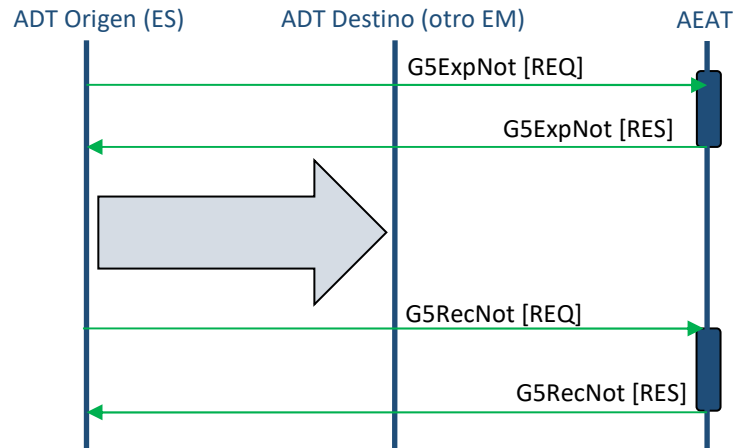 ADT Origen (ES)
ADT Destino (otro EM)
AEAT
G5ExpNot [REQ]
G5ExpNot [RES]
G5RecNot [REQ]
G5RecNot [RES]